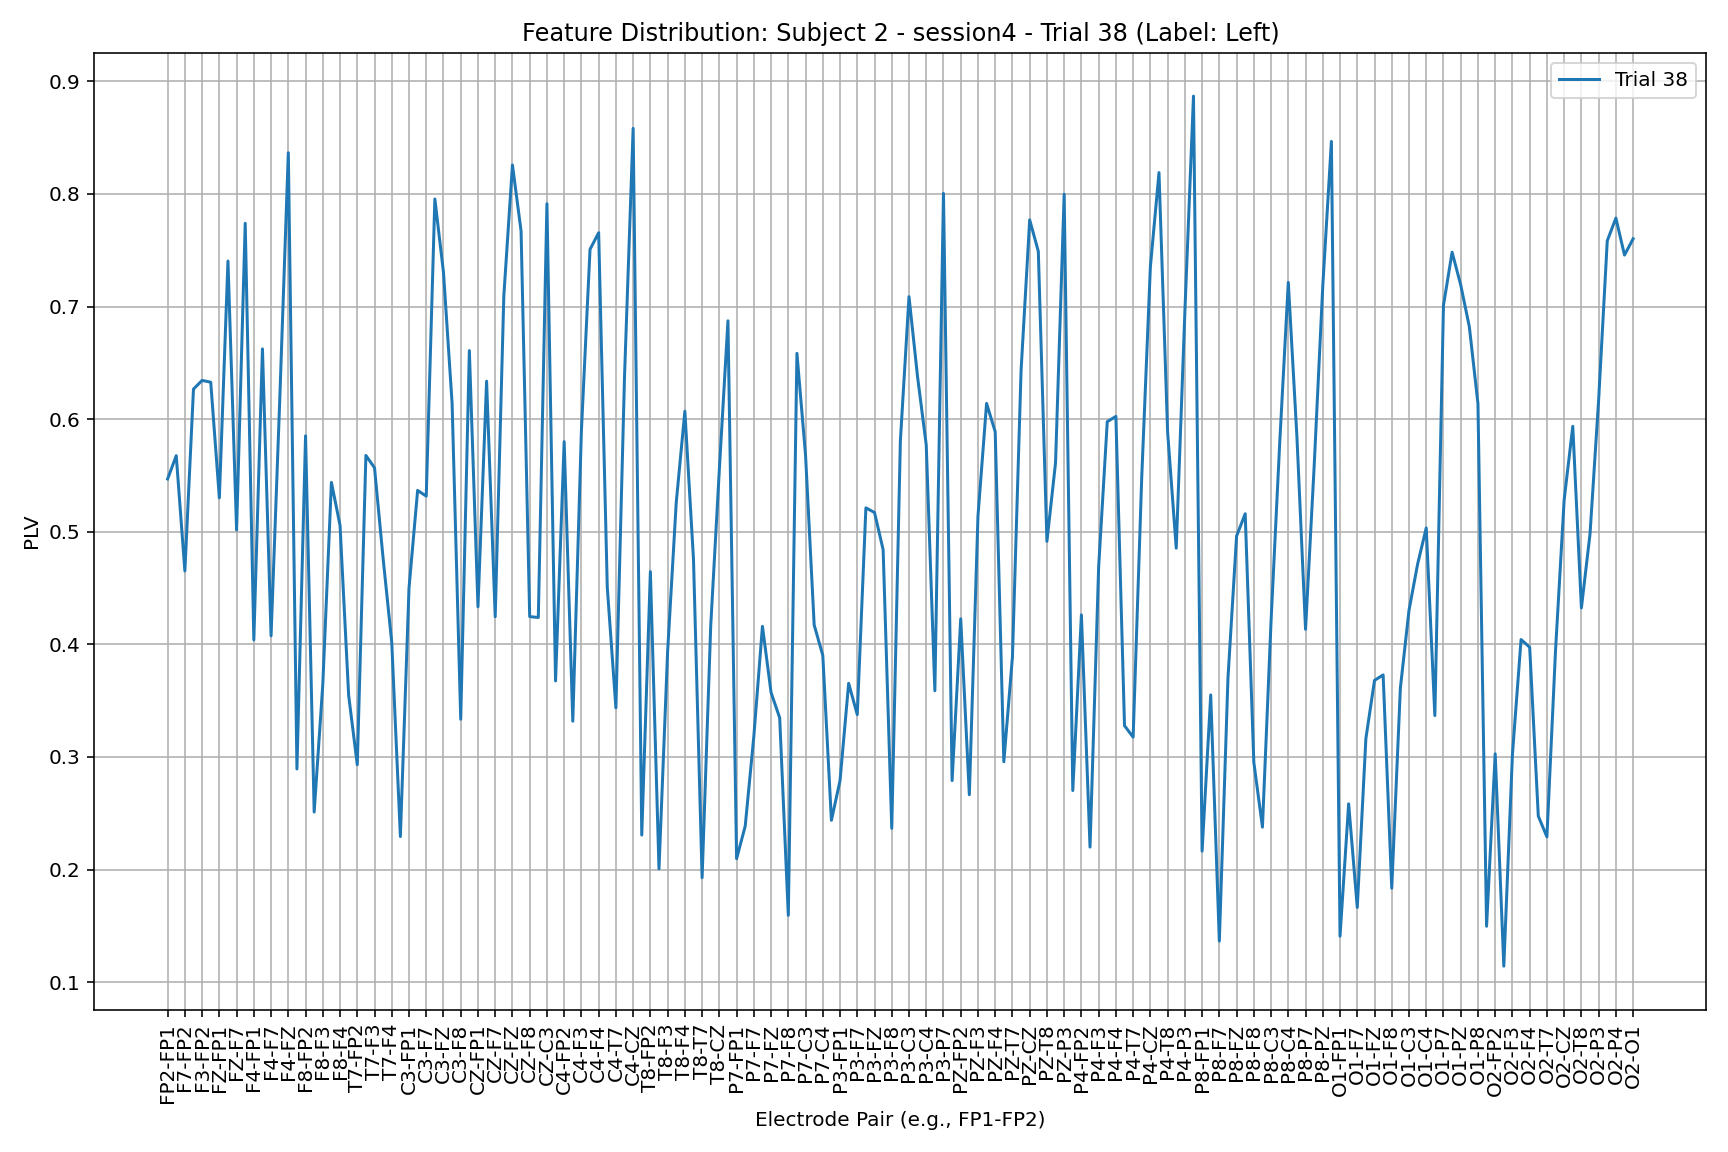 Feature Distribution: Subject 2 - session4 - Trial 38 (Label: Left)
Trial 38
0.9
0.8
0.7
0.6
0.5
0.4
0.3
0.2
0.1
PLV
FP2-FP1
F7-FP2
F3-FP2
FZ-FP1
FZ-F7
F4-FP1
F4-F7
F4-FZ
F8-FP2
F8-F3
F8-F4
T7-FP2
T7-F3
T7-F4
C3-FP1
C3-F7
C3-FZ
C3-F8
CZ-FP1
CZ-F7
CZ-FZ
CZ-F8
CZ-C3
C4-FP2
C4-F3
C4-F4
C4-T7
C4-CZ
T8-FP2
T8-F3
T8-F4
T8-T7
T8-CZ
P7-FP1
P7-F7
P7-FZ
P7-F8
P7-C3
P7-C4
P3-FP1
P3-F7
P3-FZ
P3-F8
P3-C3
P3-C4
P3-P7
PZ-FP2
PZ-F3
PZ-F4
PZ-T7
PZ-CZ
PZ-T8
PZ-P3
P4-FP2
P4-F3
P4-F4
P4-T7
P4-CZ
P4-T8
P4-P3
P8-FP1
P8-F7
P8-FZ
P8-F8
P8-C3
P8-C4
P8-P7
P8-PZ
O1-FP1
O1-F7
O1-FZ
O1-F8
O1-C3
O1-C4
O1-P7
O1-PZ
O1-P8
O2-FP2
O2-F3
O2-F4
O2-T7
O2-CZ
O2-T8
O2-P3
O2-P4
O2-O1
Electrode Pair (e.g., FP1-FP2)